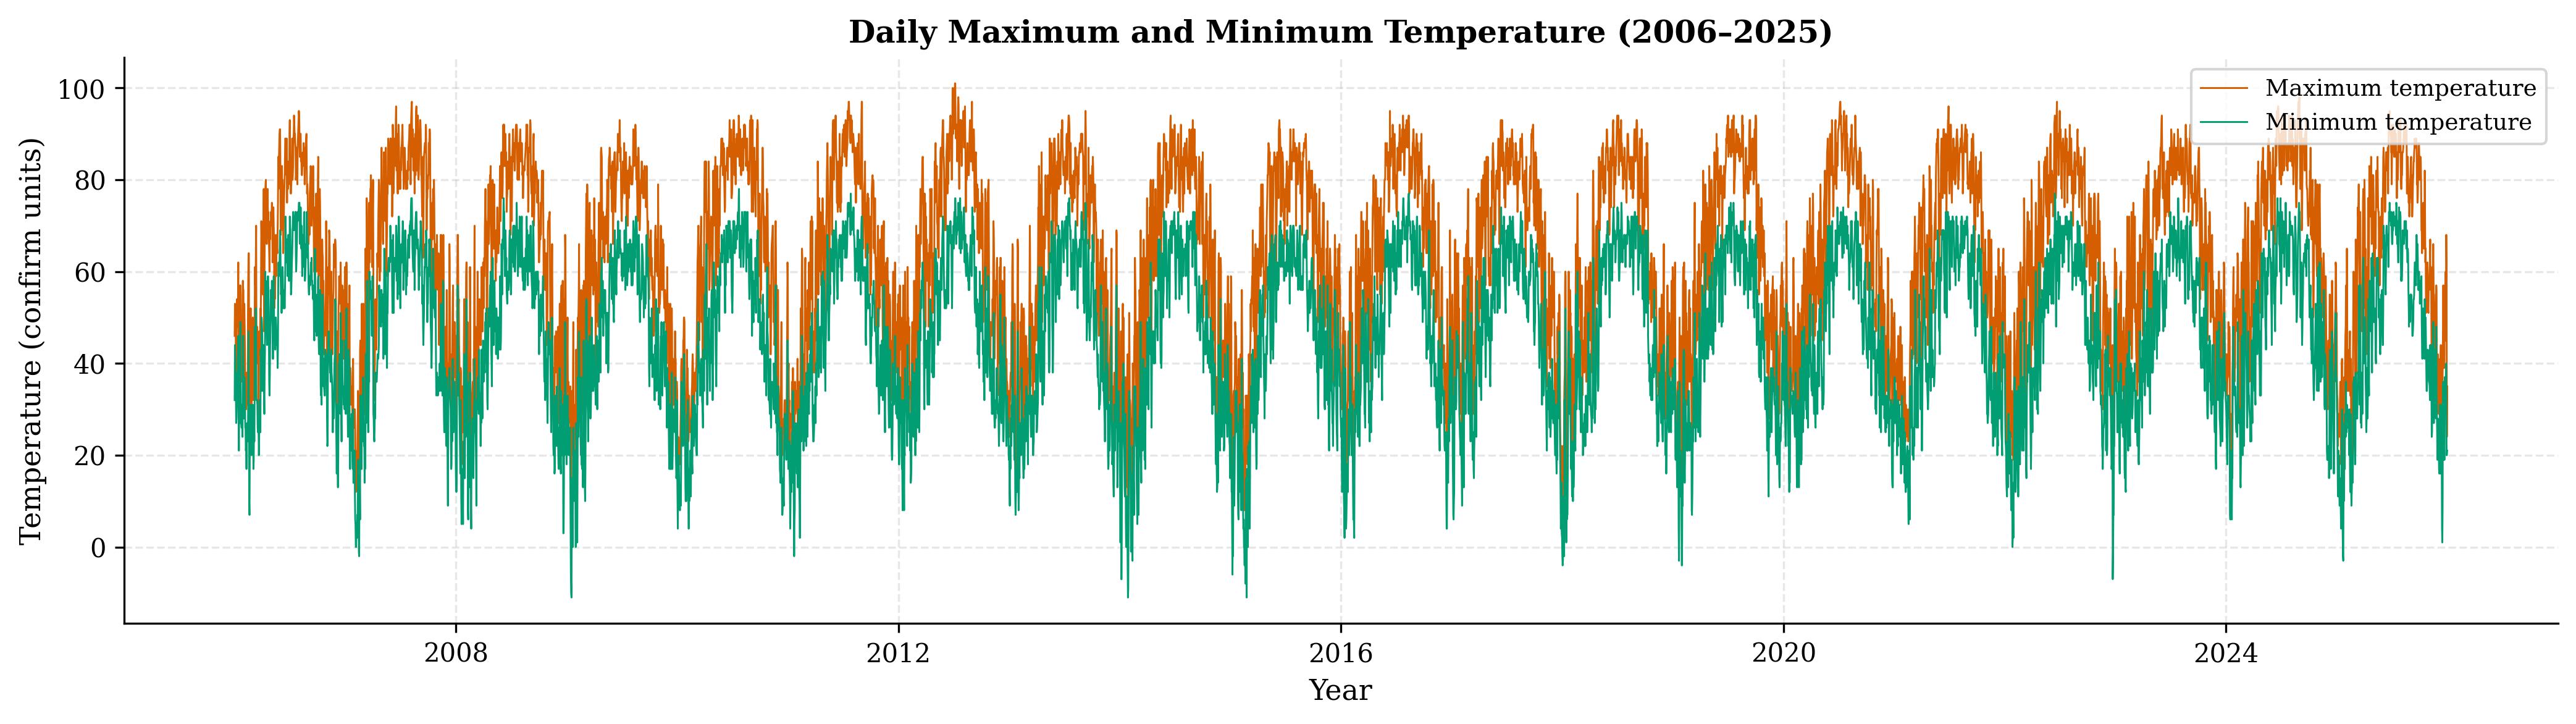 Daily Maximum and Minimum Temperature (2006–2025)
Maximum temperature
Minimum temperature
Temperature (confirm units)
100
80
60
40
20
0
2008
2012
2016
2020
2024
Year